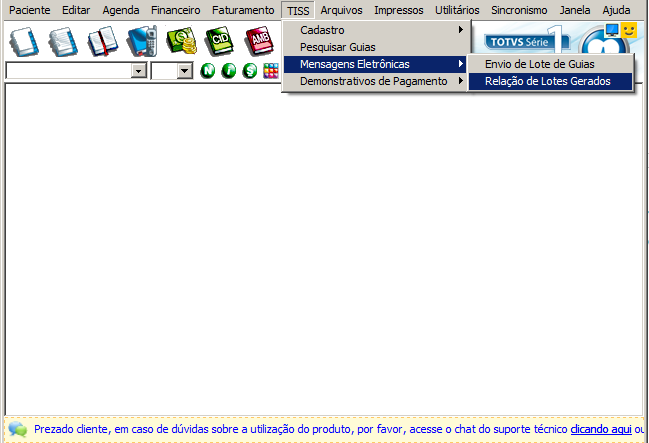 Paciente Editar Agenda Financeiro Faturamento TISS Arquivos Impressos Utilitários Sincronismo Janela Ajuda
Cadastro
Pesquisar Guias
Mensagens Eletrônicas
Demonstrativos de Pagamento
Envio de Lote de Guias
Relação de Lotes Gerados
CID
AMB
TOTVS Série 1
N
I
$
Prezado cliente, em caso de dúvidas sobre a utilização do produto, por favor, acesse o chat do suporte técnico clicando aqui ou